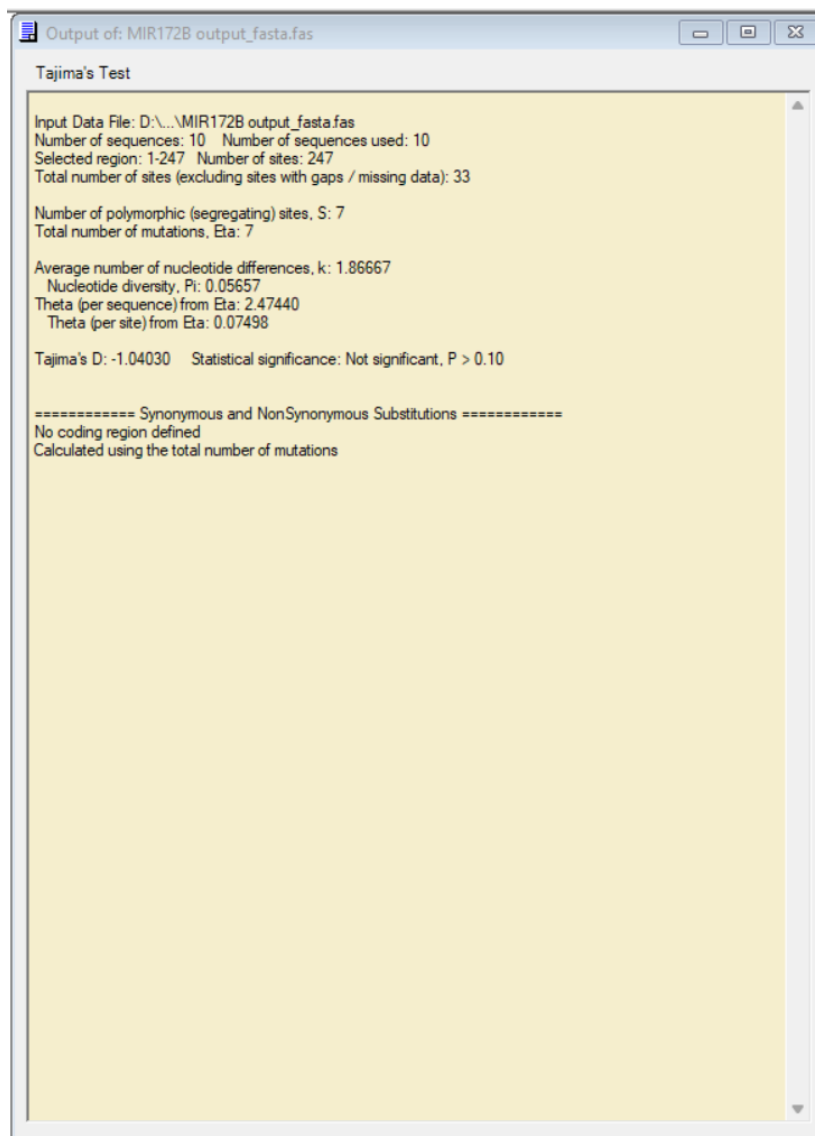 Output of: MIR172B output_fasta.fas
Tajima's Test
Input Data File: D:\...\MIR172B output_fasta.fas
Number of sequences: 10    Number of sequences used: 10
Selected region: 1-247   Number of sites: 247
Total number of sites (excluding sites with gaps / missing data): 33
Number of polymorphic (segregating) sites, S: 7
Total number of mutations, Eta: 7
Average number of nucleotide differences, k: 1.86667
Nucleotide diversity, Pi: 0.05657
Theta (per sequence) from Eta: 2.47440
Theta (per site) from Eta: 0.07498
Tajima's D: -1.04030     Statistical significance: Not significant, P > 0.10
============ Synonymous and NonSynonymous Substitutions ============
No coding region defined
Calculated using the total number of mutations